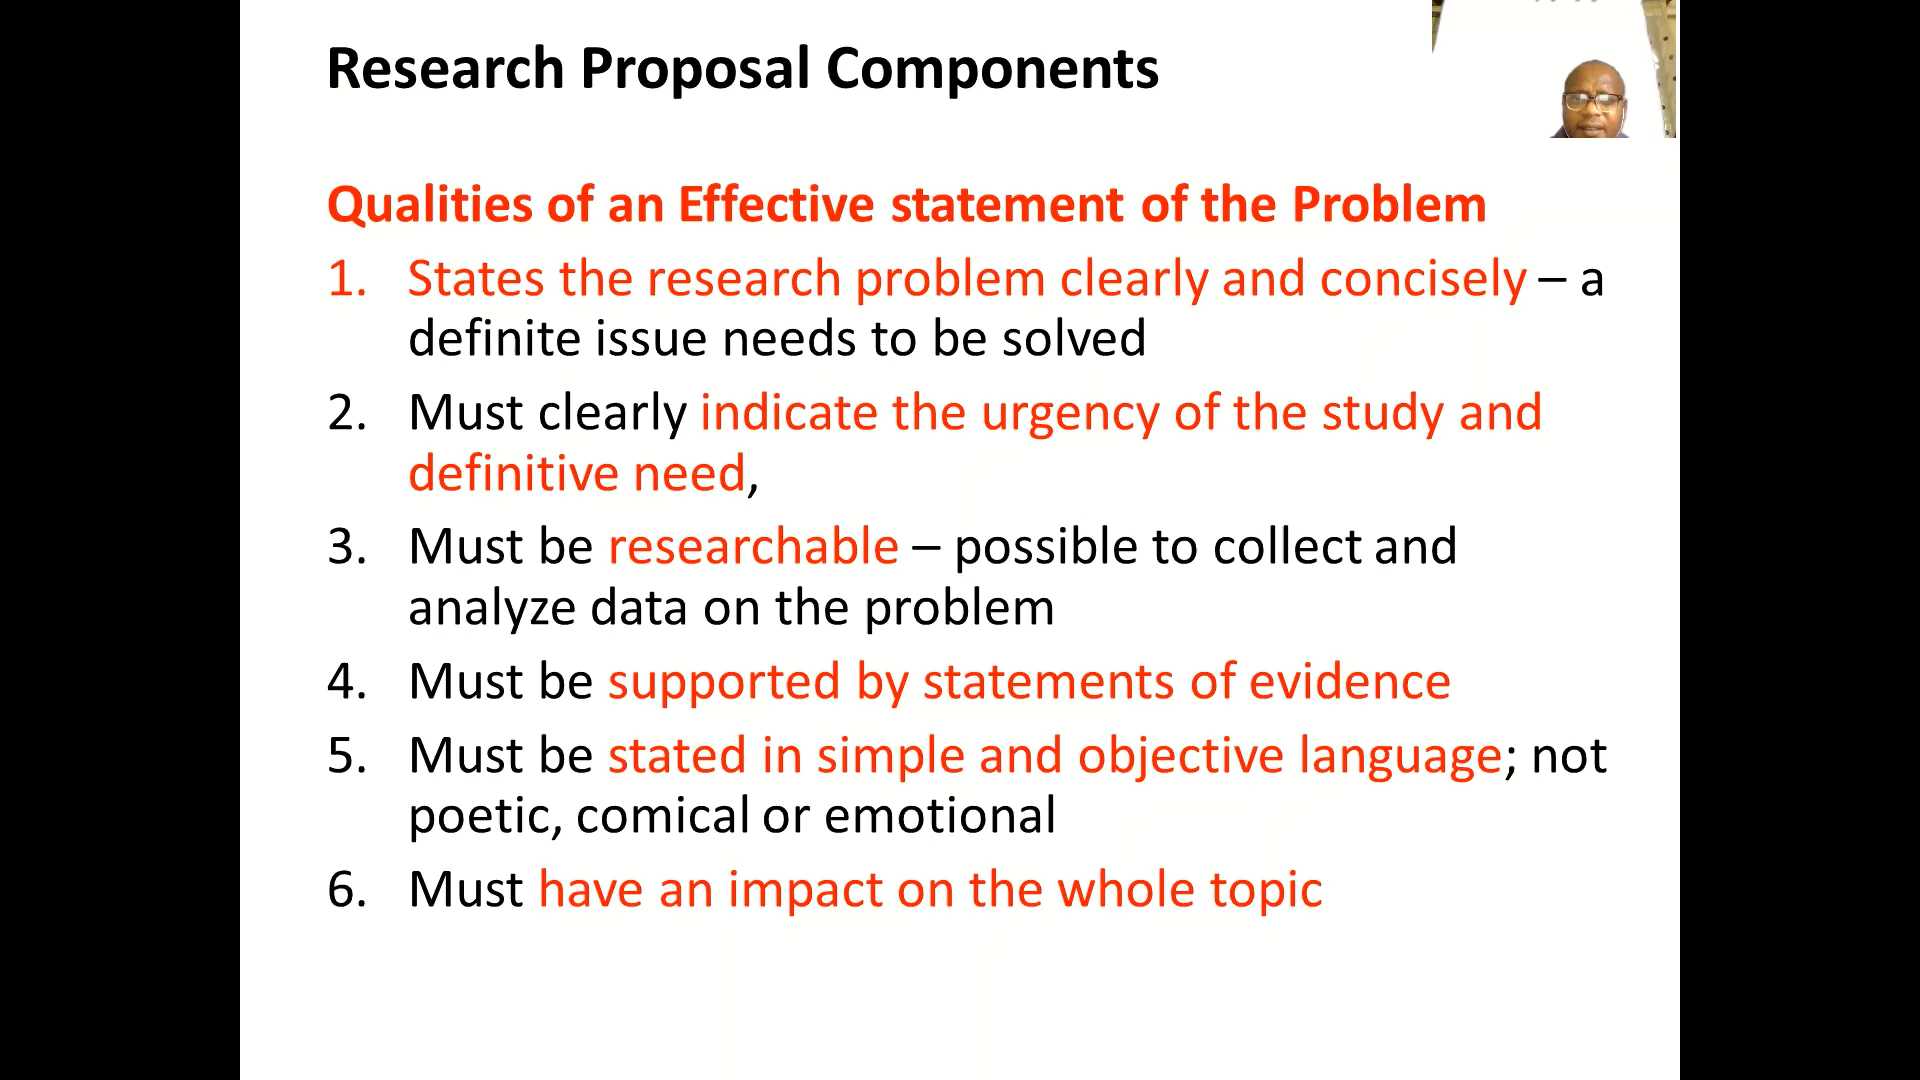 Research Proposal Components
Qualities of an Effective statement of the Problem
1. States the research problem clearly and concisely – a
definite issue needs to be solved
2. Must clearly indicate the urgency of the study and
definitive need,
3. Must be researchable – possible to collect and
analyze data on the problem
4. Must be supported by statements of evidence
5. Must be stated in simple and objective language; not
poetic, comical or emotional
6. Must have an impact on the whole topic